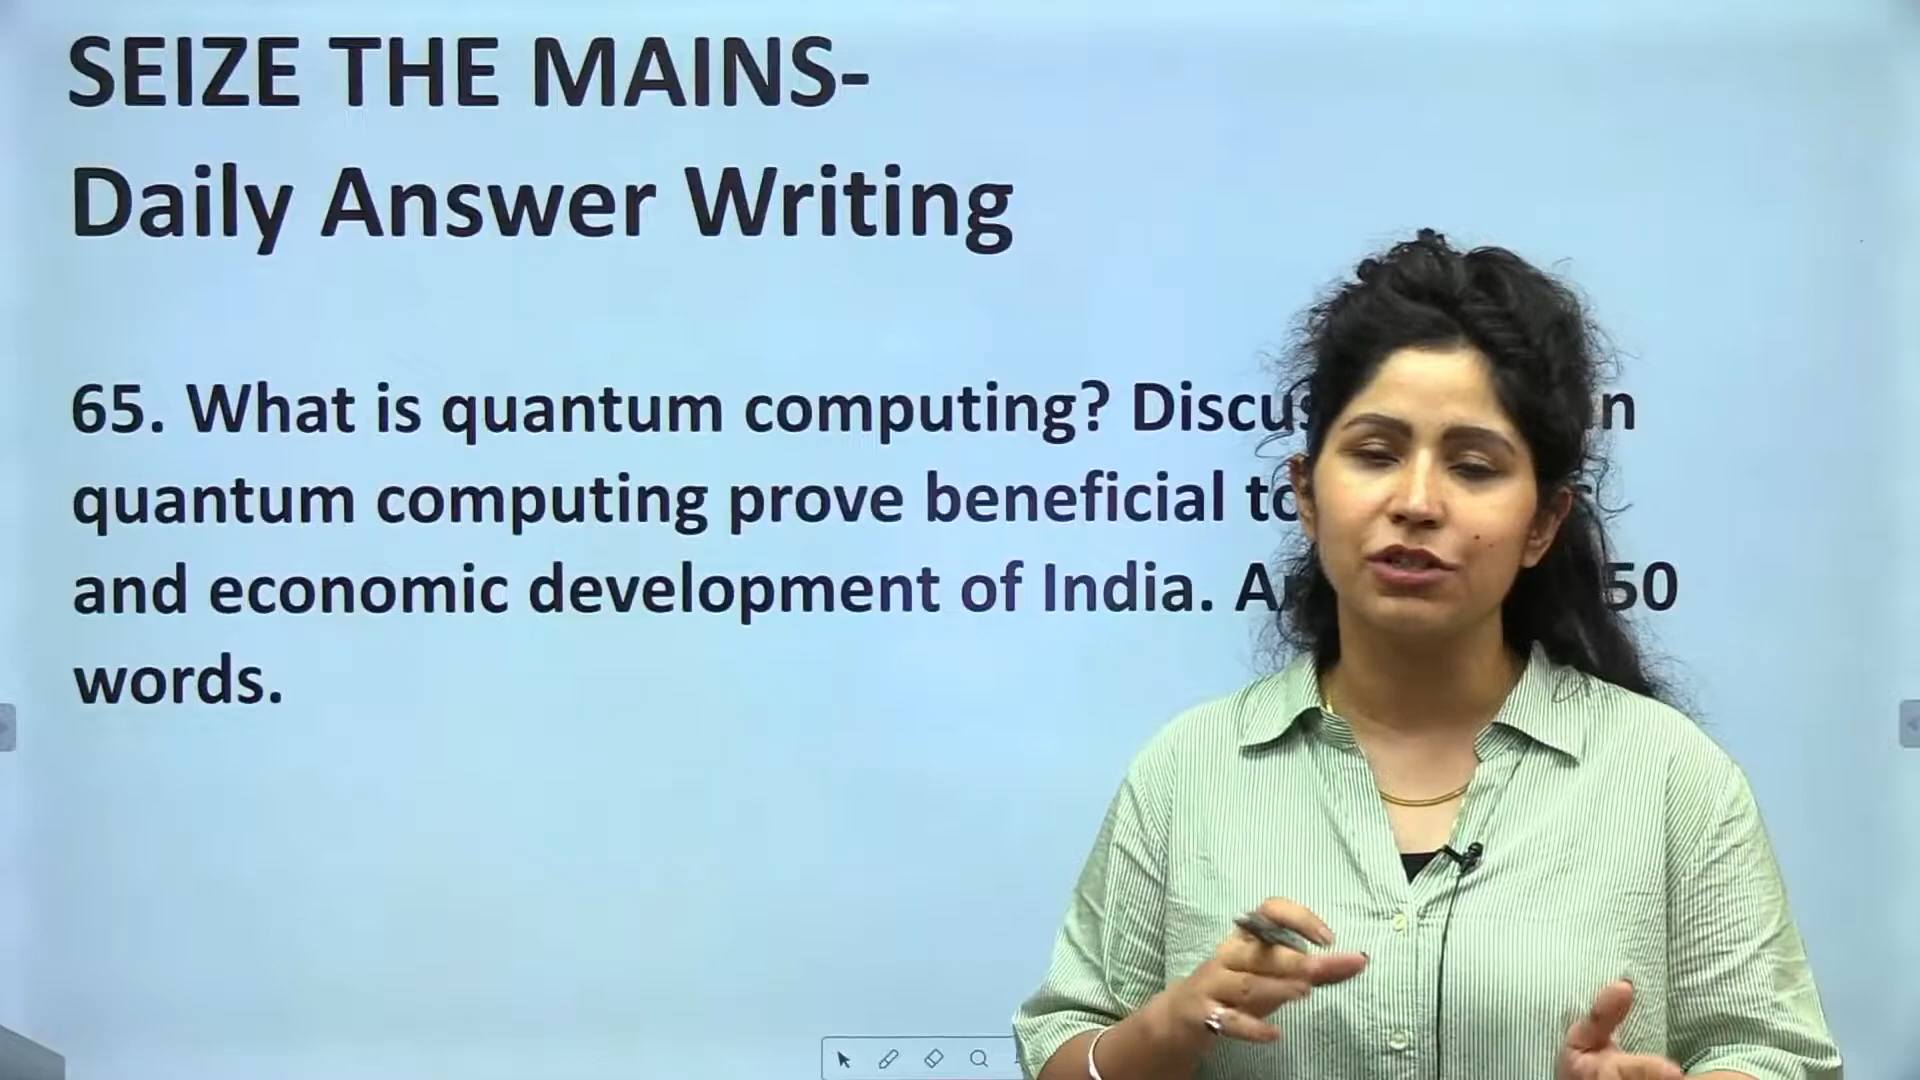 SEIZE THE MAINS-
Daily Answer Writing
65. What is quantum computing? Discus
quantum computing prove beneficial to
and economic development of India. 50
words.